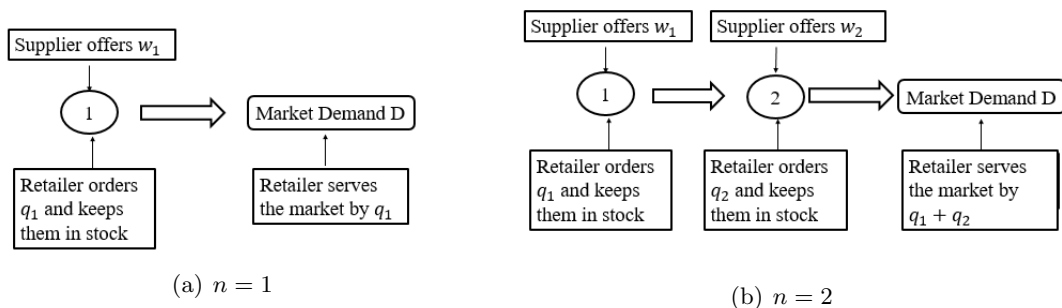 Supplier offers w₁
1
Market Demand D
Retailer orders
q₁ and keeps
them in stock
Retailer serves
the market by q₁
(a) n = 1
Supplier offers w₁
Supplier offers w₂
1
2
Market Demand D
Retailer orders
q₁ and keeps
them in stock
Retailer orders
q₂ and keeps
them in stock
Retailer serves
the market by
q₁ + q₂
(b) n = 2